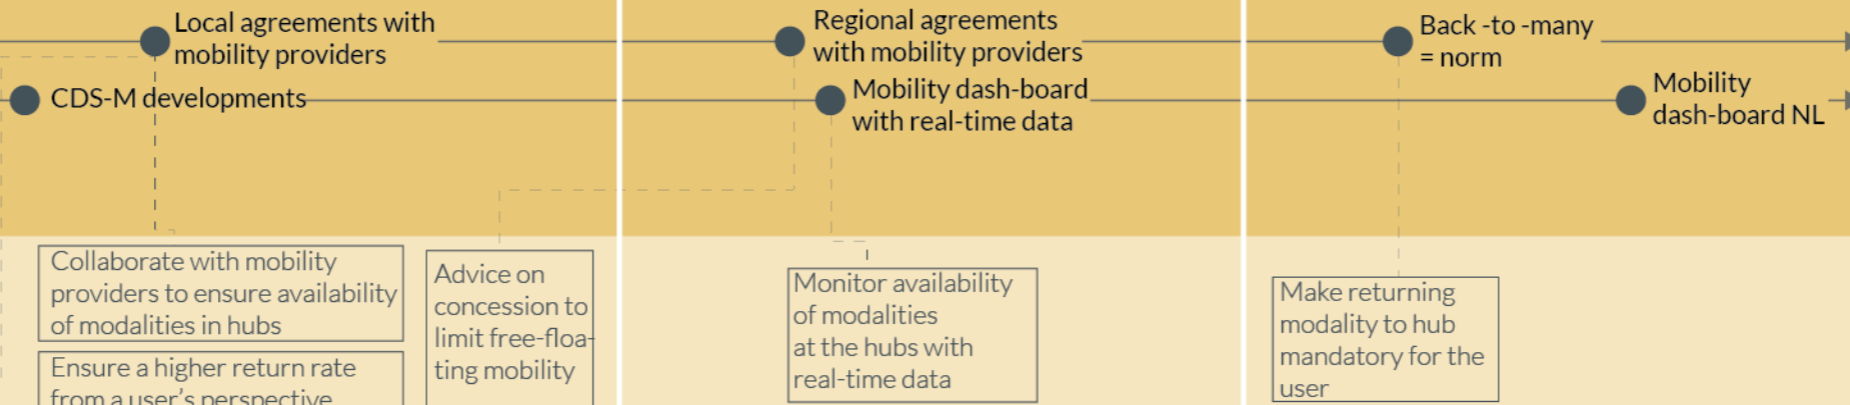 Local agreements with
mobility providers
CDS-M developments
Regional agreements
with mobility providers
Mobility dash-board
with real-time data
Back -to -many
= norm
Mobility
dash-board NL
Collaborate with mobility
providers to ensure availability
of modalities in hubs
Ensure a higher return rate
from a user's perspective
Advice on
concession to
limit free-floa-
ting mobility
Monitor availability
of modalities
at the hubs with
real-time data
Make returning
modality to hub
mandatory for the
user